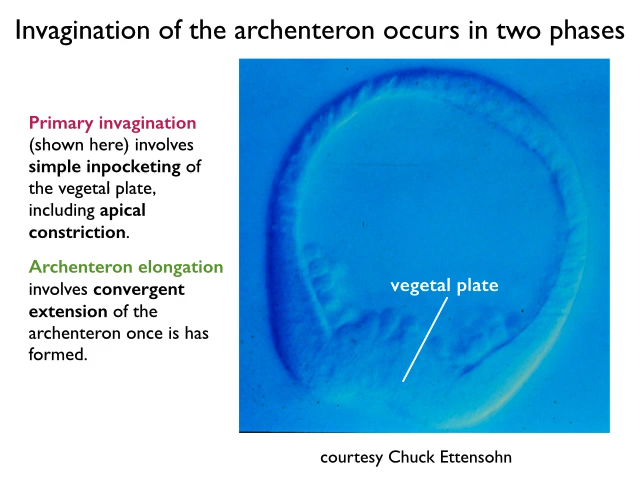 Invagination of the archenteron occurs in two phases
Primary invagination
(shown here) involves
simple inpocketing of
the vegetal plate,
including apical
constriction.
Archenteron elongation
involves convergent
extension of the
archenteron once is has
formed.
vegetal plate
courtesy Chuck Ettensohn